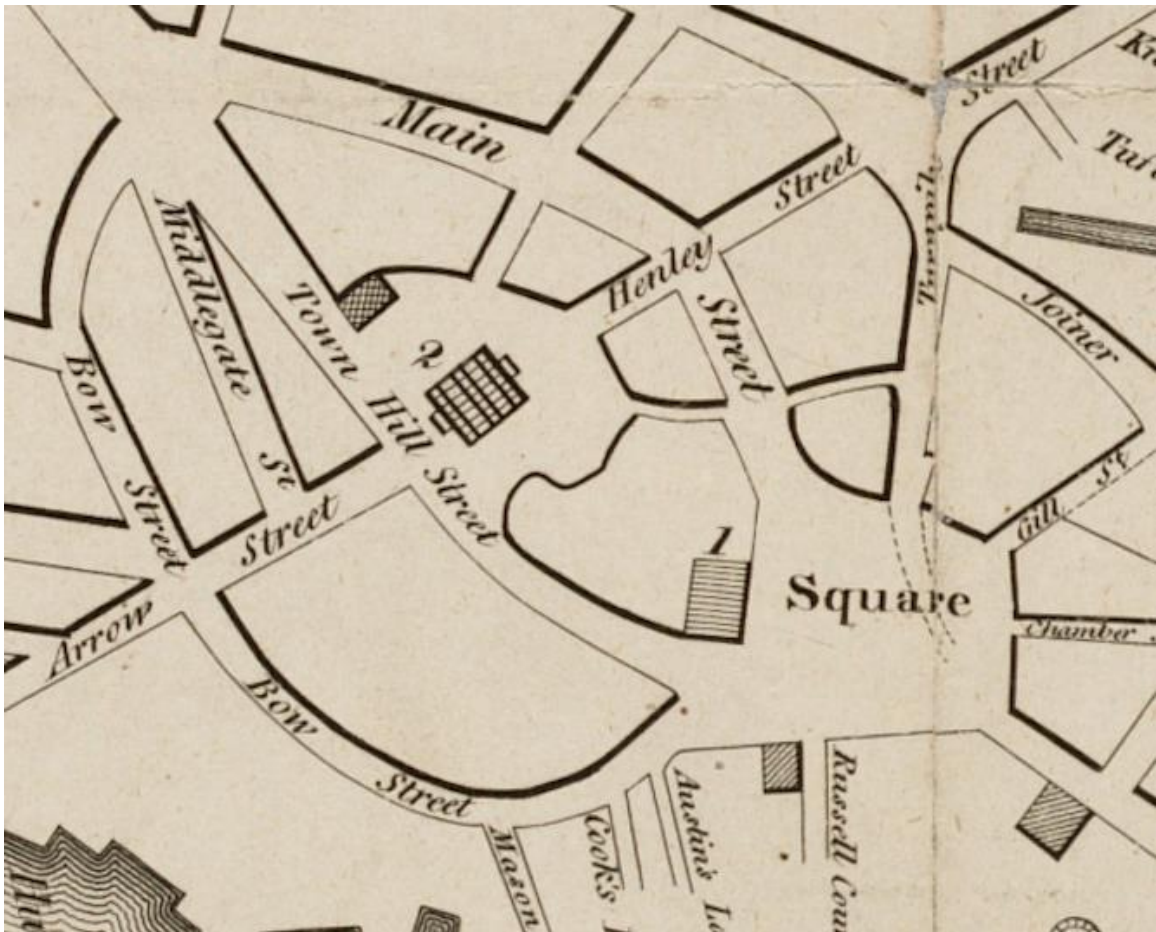 Street
Main
Street
Middlegate
Henley
Town
Street
Joiner
2
Bow
Hill
St
St
Street
Street
Street
Gill
1
Square
Arrow
Chamber
Bow
Street
Russell
Austin's
Mason
Cook's